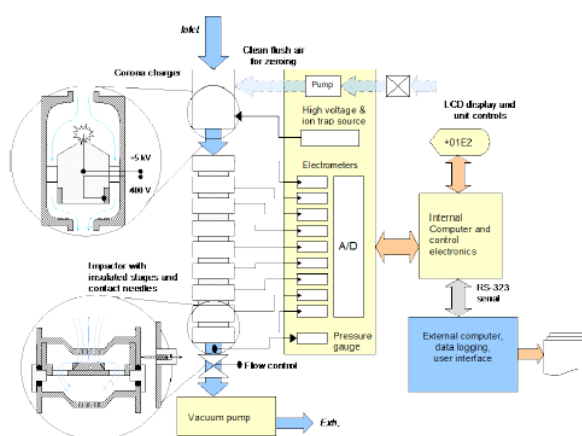 Inlet
Clean flush air
for zeroing
Corona charger
Pump
High voltage &
ion trap source
LCD display and
unit controls
+01E2
+5 kV
400 V
Electrometers
A/D
Internal
Computer and
control
electronics
Impactor with
insulated stages and
contact needles
RS-323
serial
External computer,
data logging,
user interface
Pressure
gauge
Flow control
Vacuum pump
Exh.